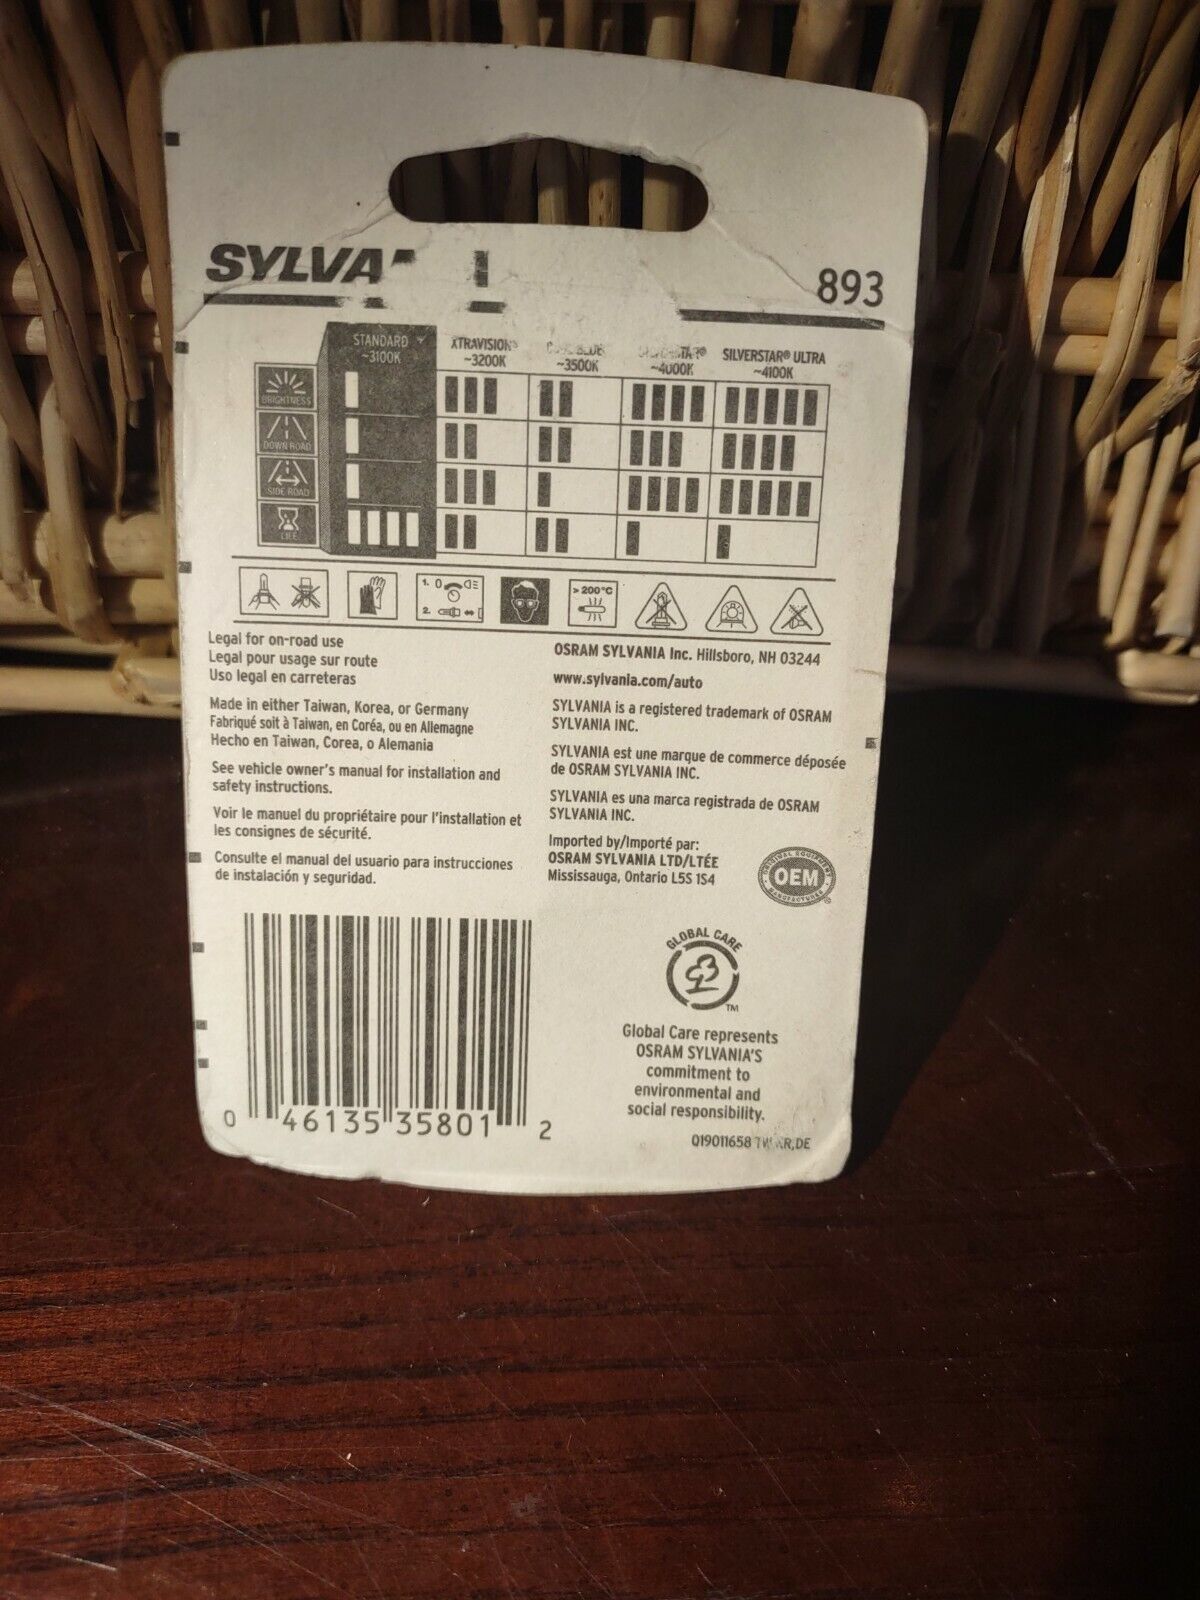 893
STANDARD
~3100K
XTRAVISION®
~3200K
~3500K
~4000K
SILVERSTAR® ULTRA
~4100K
BRIGHTNESS
DOWN ROAD
SIDE ROAD
LIFE
1. 0
2.
>200°C
Legal for on-road use
Legal pour usage sur route
Uso legal en carreteras
Made in either Taiwan, Korea, or Germany
Fabriqué soit à Taiwan, en Coréa, ou en Allemagne
Hecho en Taiwan, Corea, o Alemania
See vehicle owner's manual for installation and
safety instructions.
Voir le manuel du propriétaire pour l'installation et
les consignes de sécurité.
Consulte el manual del usuario para instrucciones
de instalación y seguridad.
OSRAM SYLVANIA Inc. Hillsboro, NH 03244
www.sylvania.com/auto
SYLVANIA is a registered trademark of OSRAM
SYLVANIA INC.
SYLVANIA est une marque de commerce déposée
de OSRAM SYLVANIA INC.
SYLVANIA es una marca registrada de OSRAM
SYLVANIA INC.
Imported by/Importé par:
OSRAM SYLVANIA LTD/LTÉE
Mississauga, Ontario L5S 1S4
ORIGINAL EQUIPMENT
OEM
MANUFACTURER
®
GLOBAL CARE
TM
Global Care represents
OSRAM SYLVANIA'S
commitment to
environmental and
social responsibility.
0 46135 35801 2
019011658